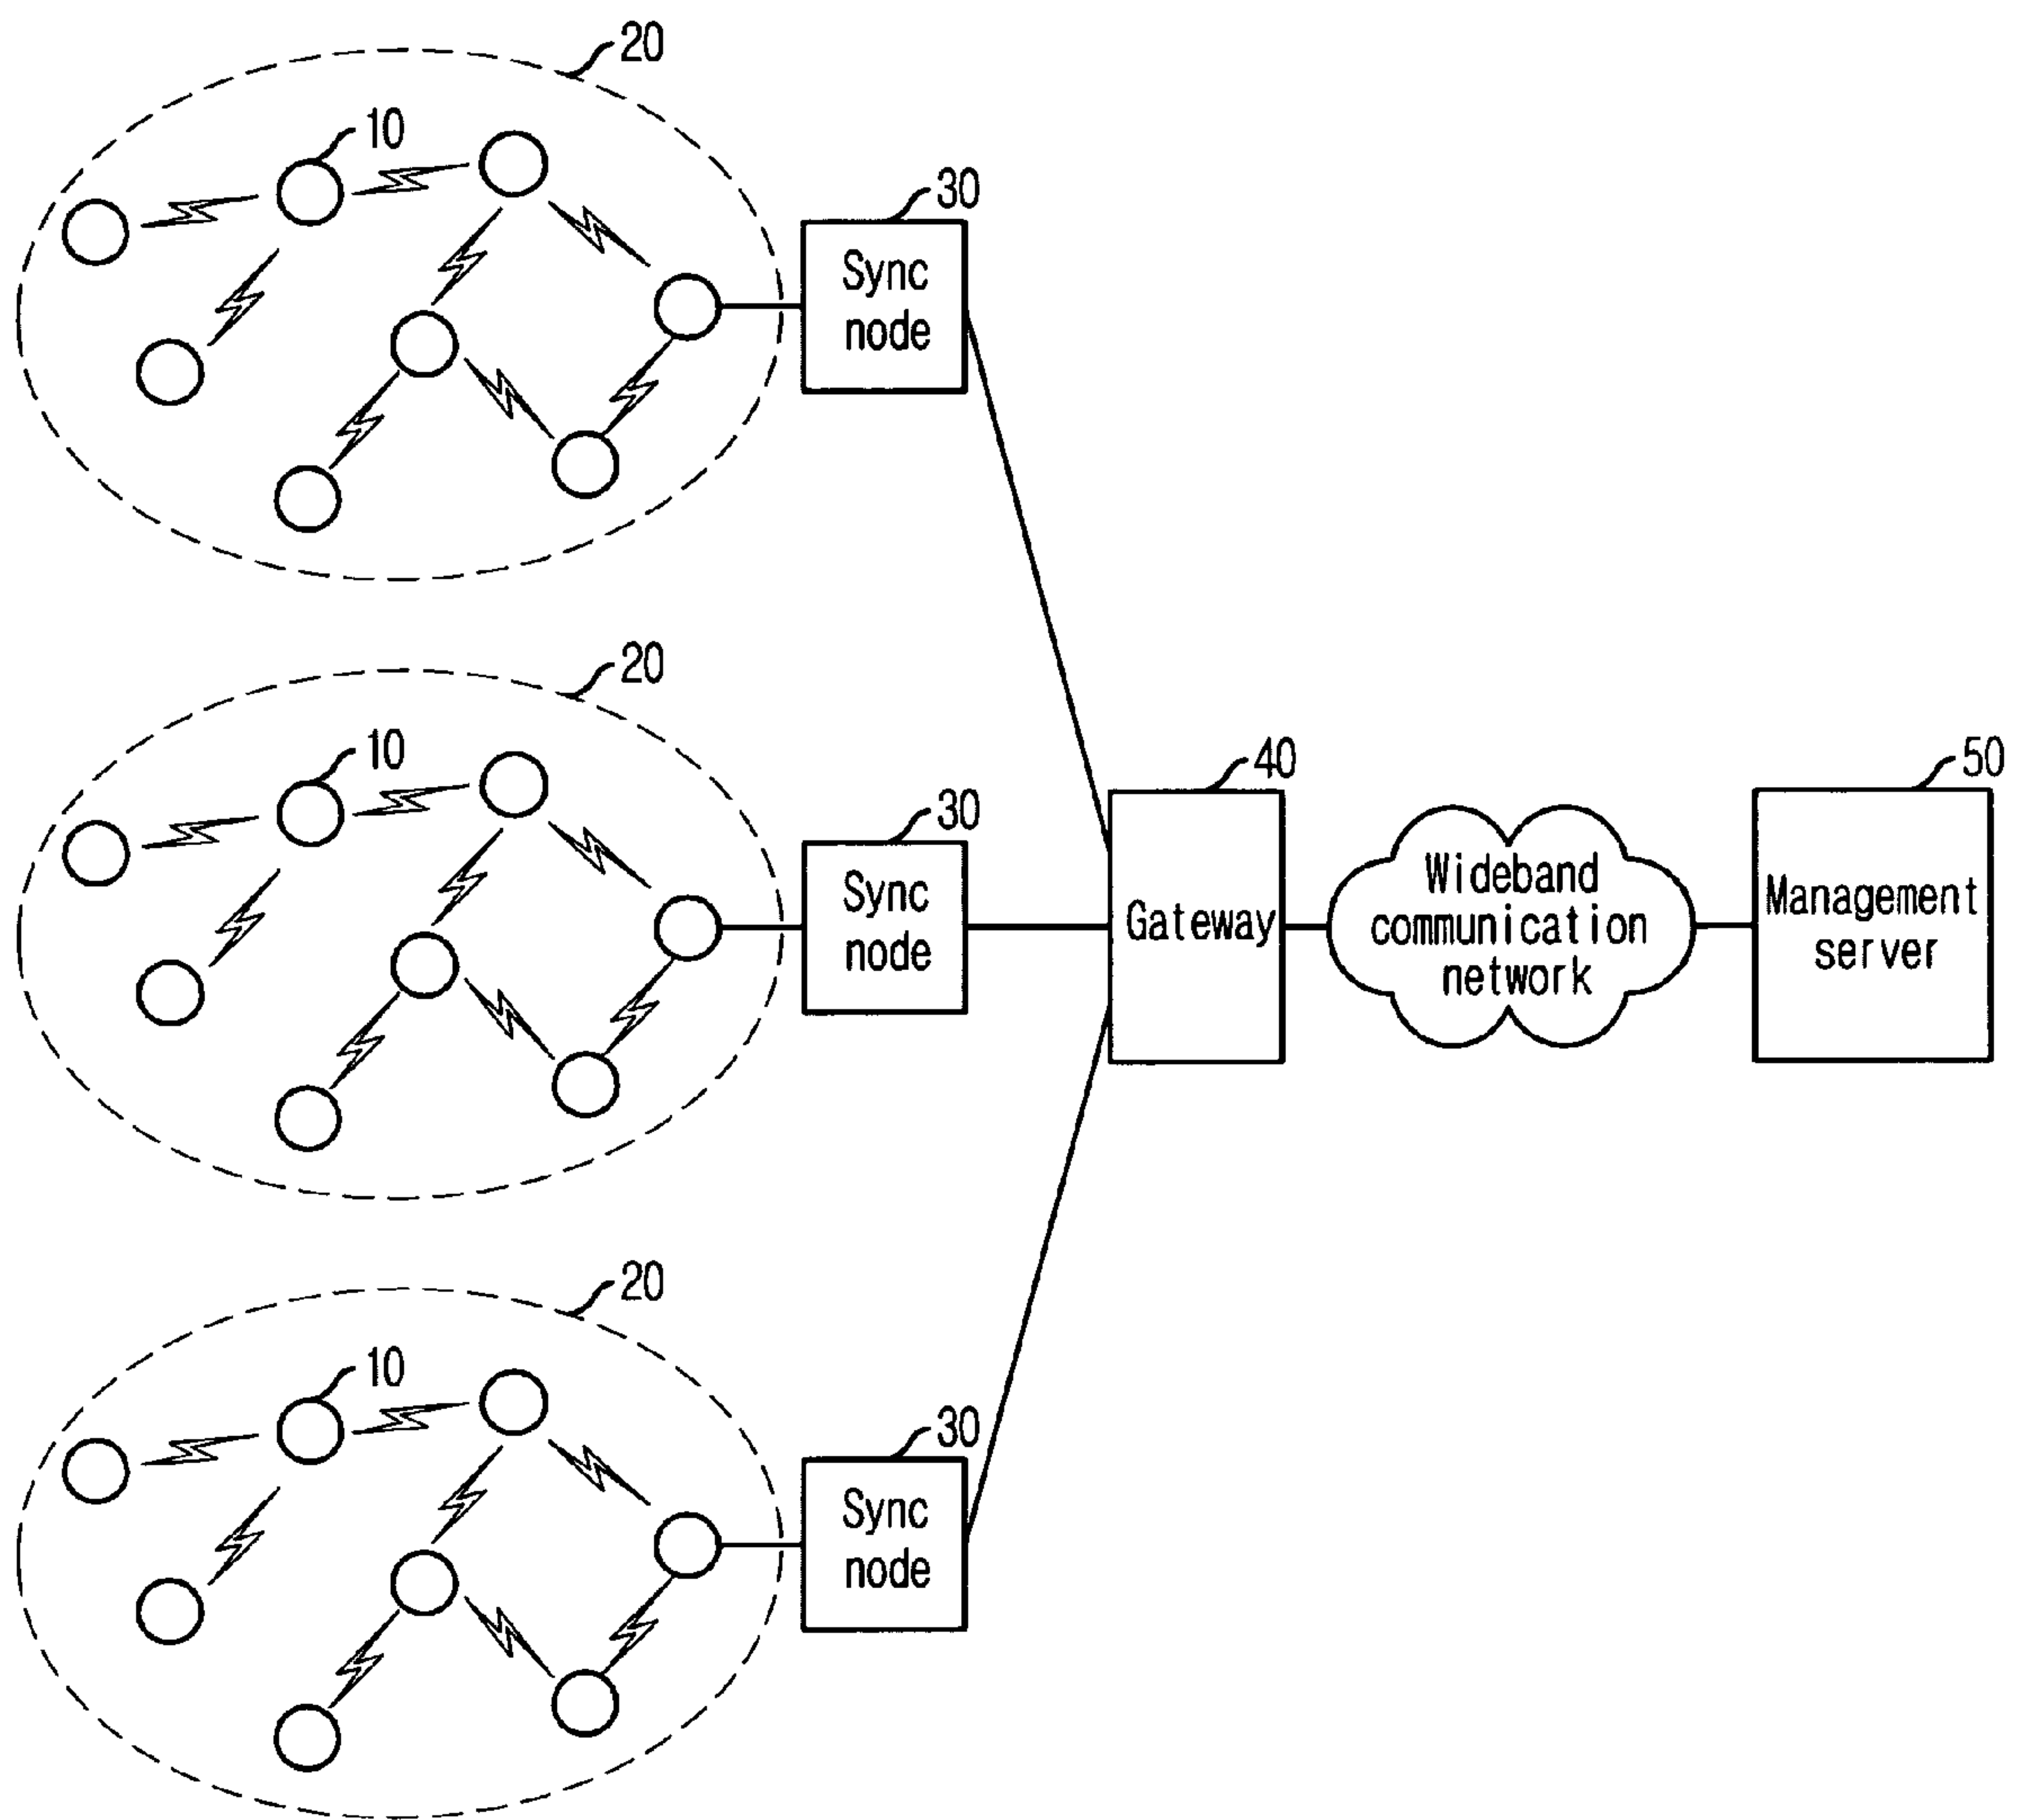 20
10
30
Sync
node
20
10
30
Sync
node
40
Gateway
Wideband
communication
network
50
Management
server
20
10
30
Sync
node